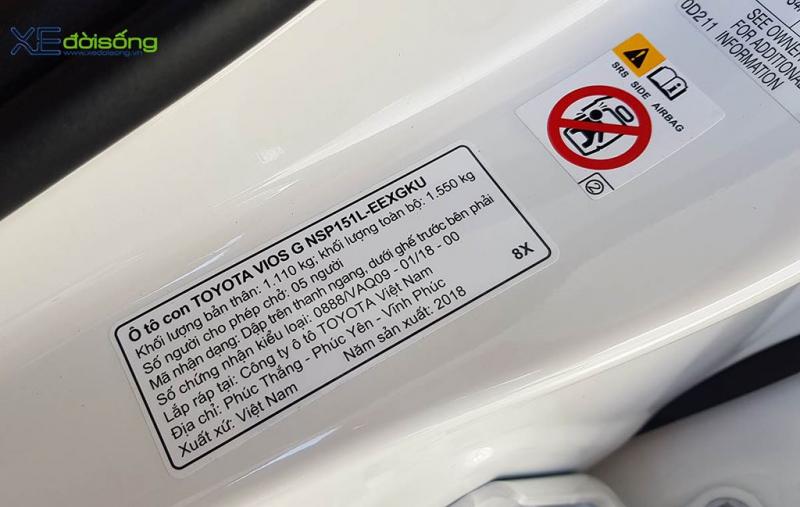 XEđờisống
www.xedoisong.vn
0D211
SEE OWNER
FOR ADDITIONAL
INFORMATION
SRS SIDE AIRBAG
2
Ô tô con TOYOTA VIOS G NSP151L-EEXGKU
Khối lượng bản thân: 1.110 kg; khối lượng toàn bộ: 1.550 kg
Số người cho phép chở: 05 người
Mã nhận dạng: Dập trên thanh ngang, dưới ghế trước bên phải
Số chứng nhận kiểu loại: 0888/VAQ09 - 01/18 - 00
Lắp ráp tại: Công ty ô tô TOYOTA Việt Nam
Địa chỉ: Phúc Thắng - Phúc Yên - Vĩnh Phúc
Xuất xứ: Việt Nam Năm sản xuất: 2018
8X